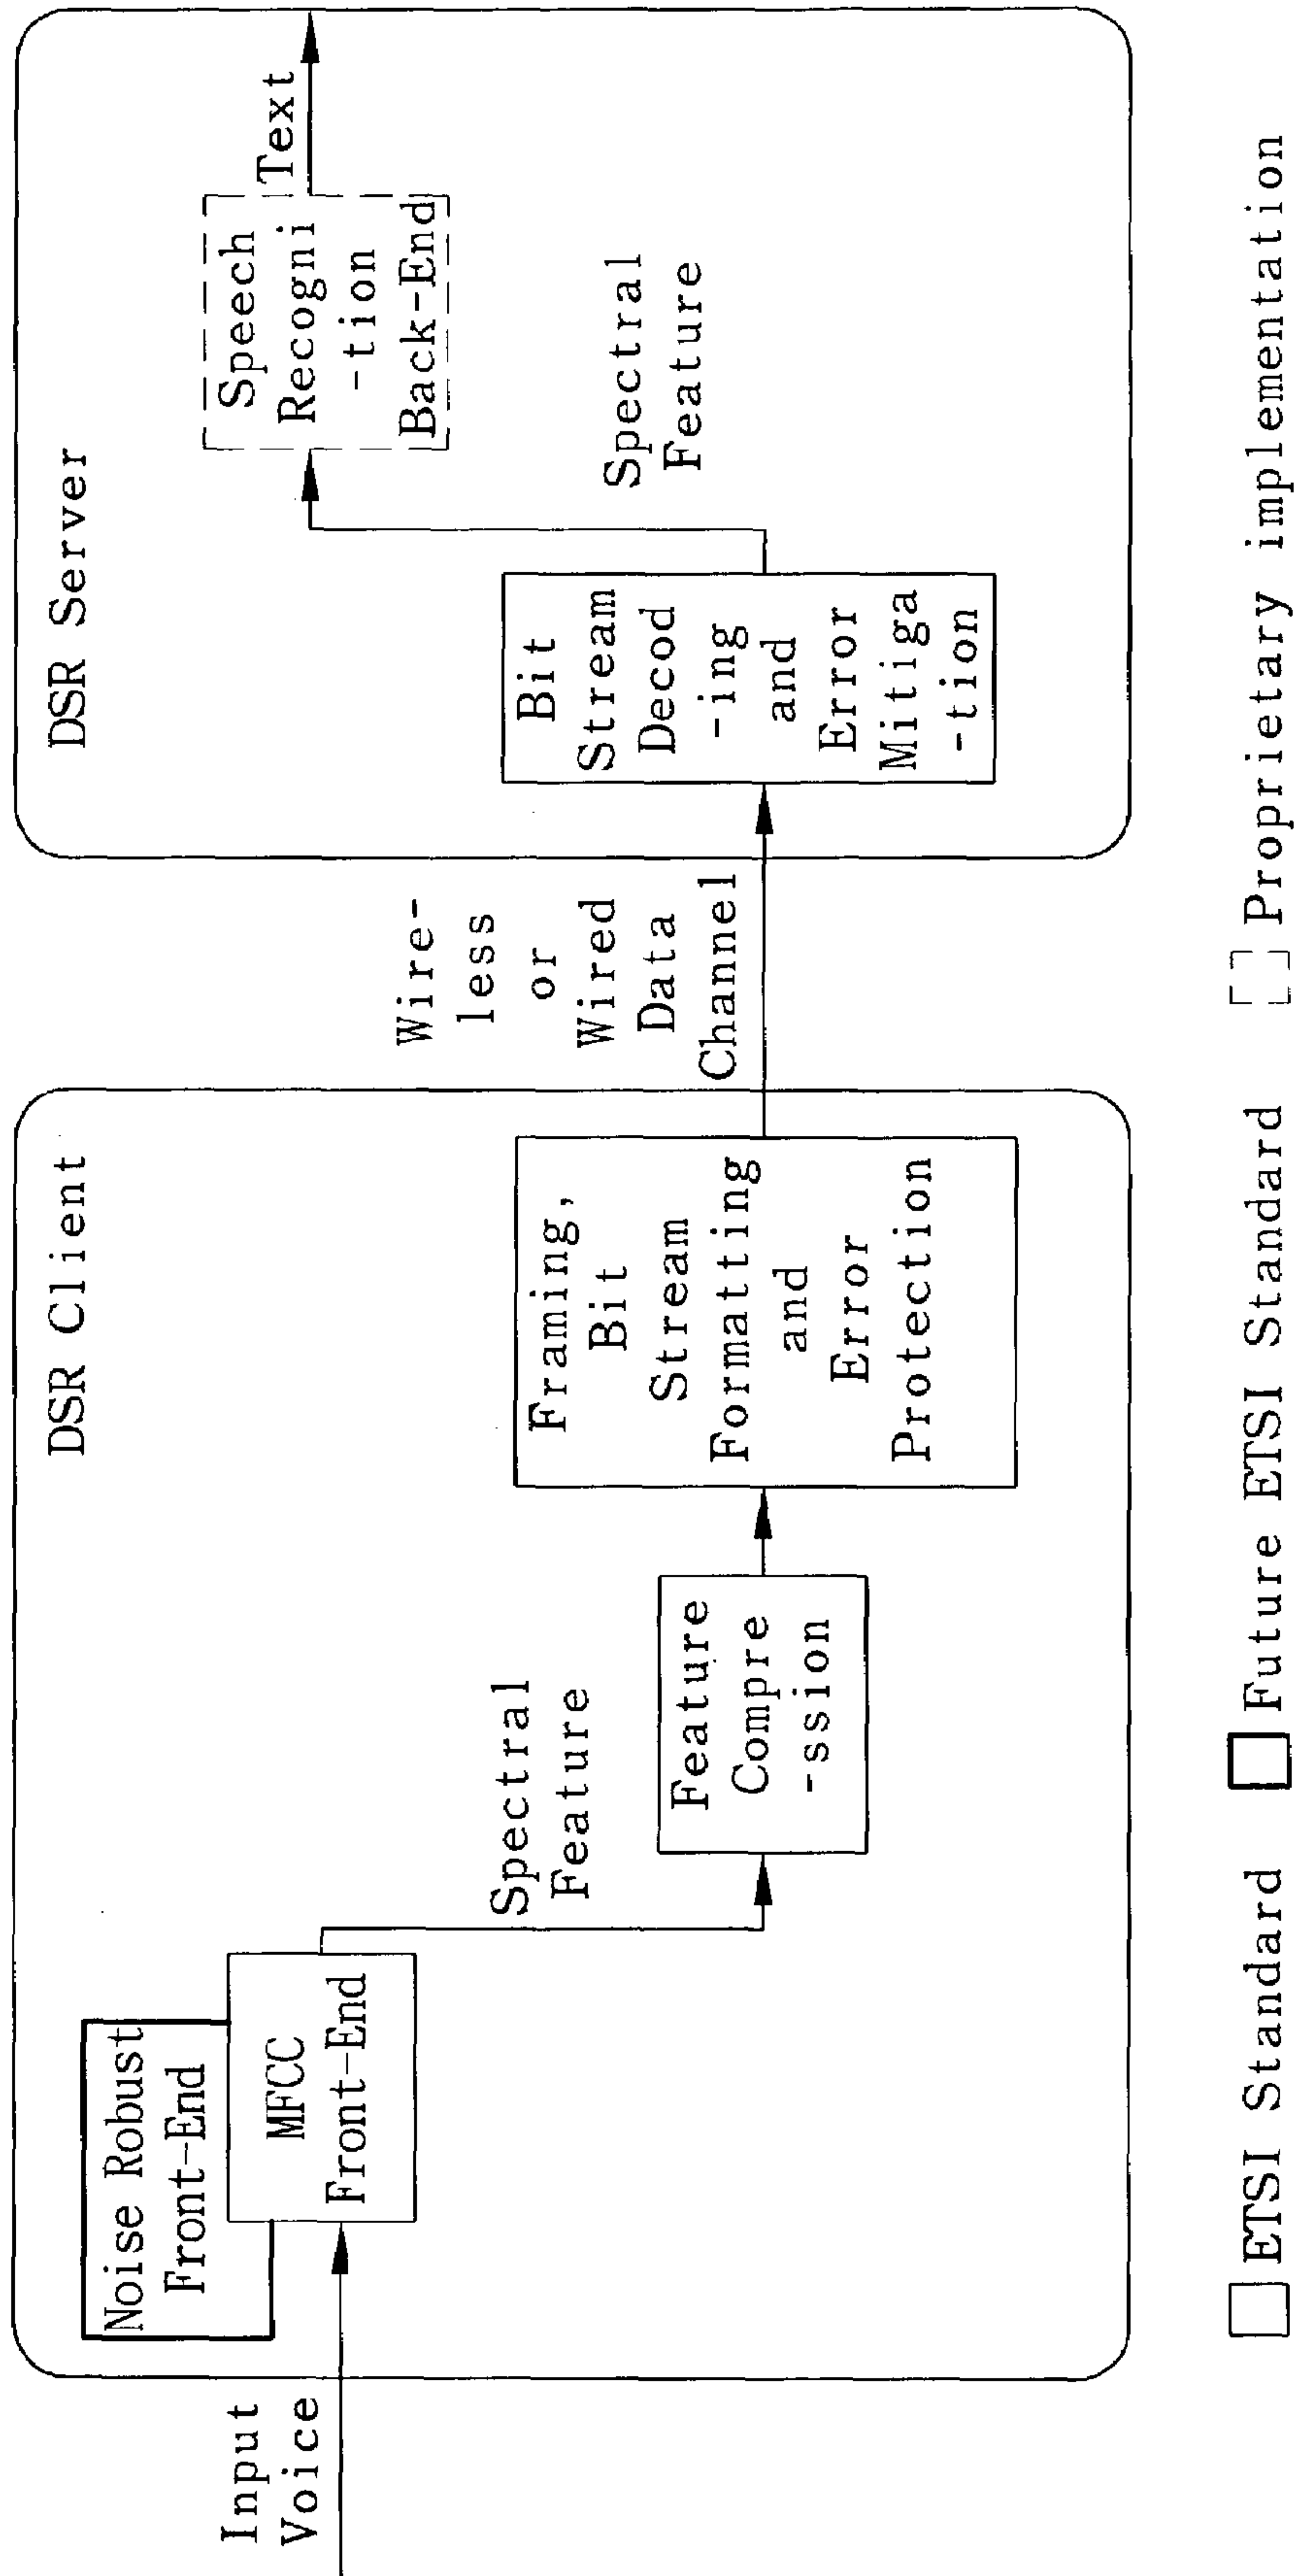 DSR Client
Noise Robust
Front-End
MFCC
Front-End
Input
Voice
Spectral
Feature
Feature
Compre
-ssion
Framing,
Bit
Stream
Formatting
and
Error
Protection
Wire-
less
or
Wired
Data
Channel
DSR Server
Bit
Stream
Decod
-ing
and
Error
Mitiga
-tion
Spectral
Feature
Speech
Recogni
-tion
Back-End
Text
ETSI Standard
Future ETSI Standard
Proprietary implementation